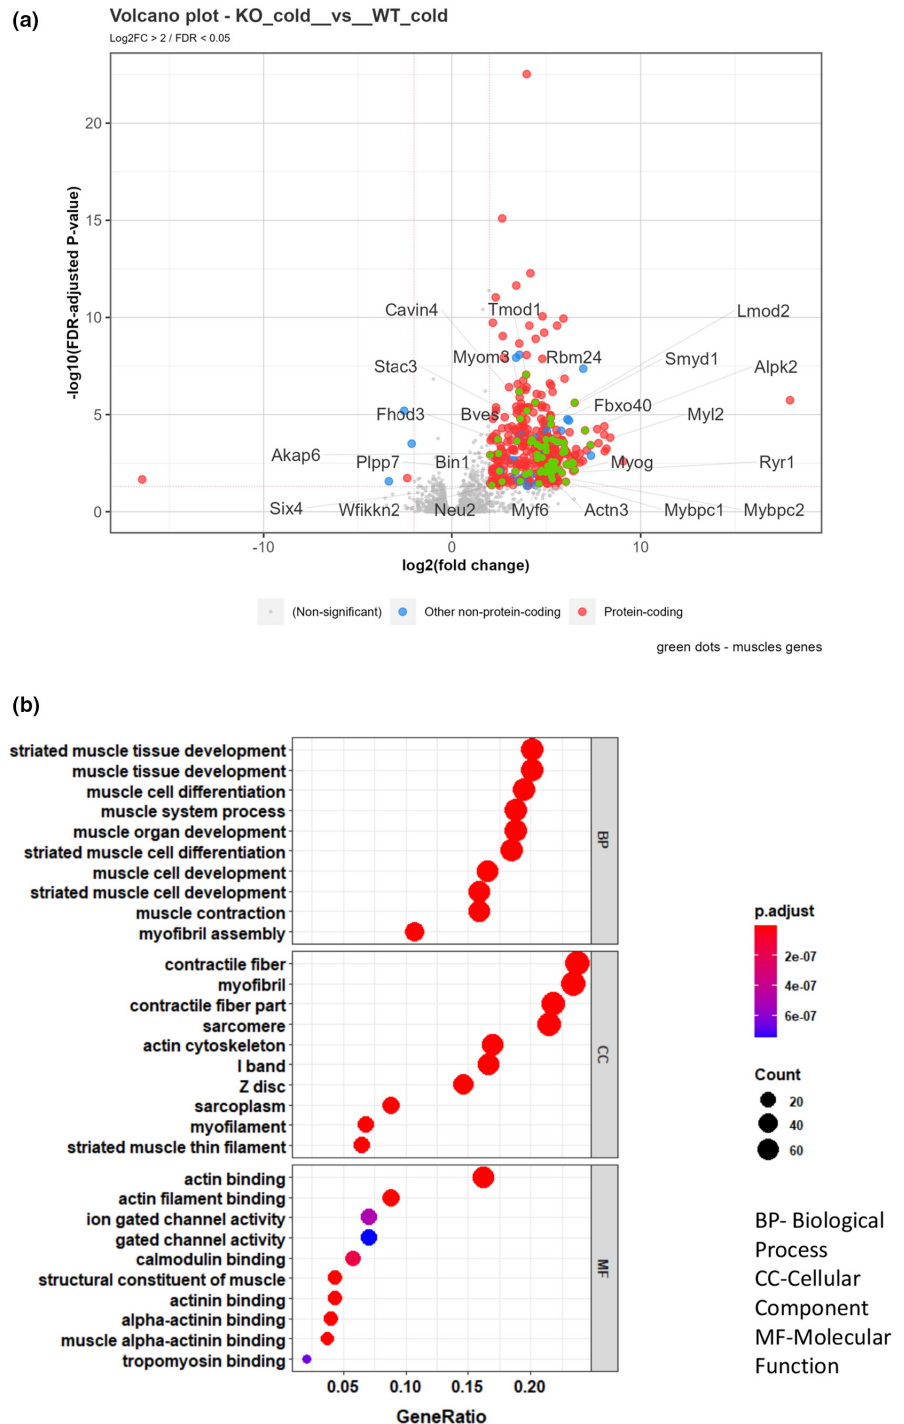 (a)
Volcano plot - KO_cold__vs__WT_cold
Log2FC > 2 / FDR < 0.05
-log10(FDR-adjusted P-value)
20
15
10
5
0
Cavin4
Tmod1
Lmod2
Myom3
Rbm24
Smyd1
Stac3
Alpk2
Fbxo40
Fhod3
Bves
Myl2
Akap6
Plpp7
Bin1
Myog
Ryr1
Six4
Wfikkn2
Neu2
Myf6
Actn3
Mybpc1
Mybpc2
-10
0
10
log2(fold change)
(Non-significant)
Other non-protein-coding
Protein-coding
green dots - muscles genes
(b)
striated muscle tissue development
muscle tissue development
muscle cell differentiation
muscle system process
muscle organ development
striated muscle cell differentiation
muscle cell development
striated muscle cell development
muscle contraction
myofibril assembly
BP
contractile fiber
myofibril
contractile fiber part
sarcomere
actin cytoskeleton
I band
Z disc
sarcoplasm
myofilament
striated muscle thin filament
CC
actin binding
actin filament binding
ion gated channel activity
gated channel activity
calmodulin binding
structural constituent of muscle
actinin binding
alpha-actinin binding
muscle alpha-actinin binding
tropomyosin binding
MF
0.05
0.10
0.15
0.20
GeneRatio
p.adjust
2e-07
4e-07
6e-07
Count
20
40
60
BP- Biological
Process
CC-Cellular
Component
MF-Molecular
Function